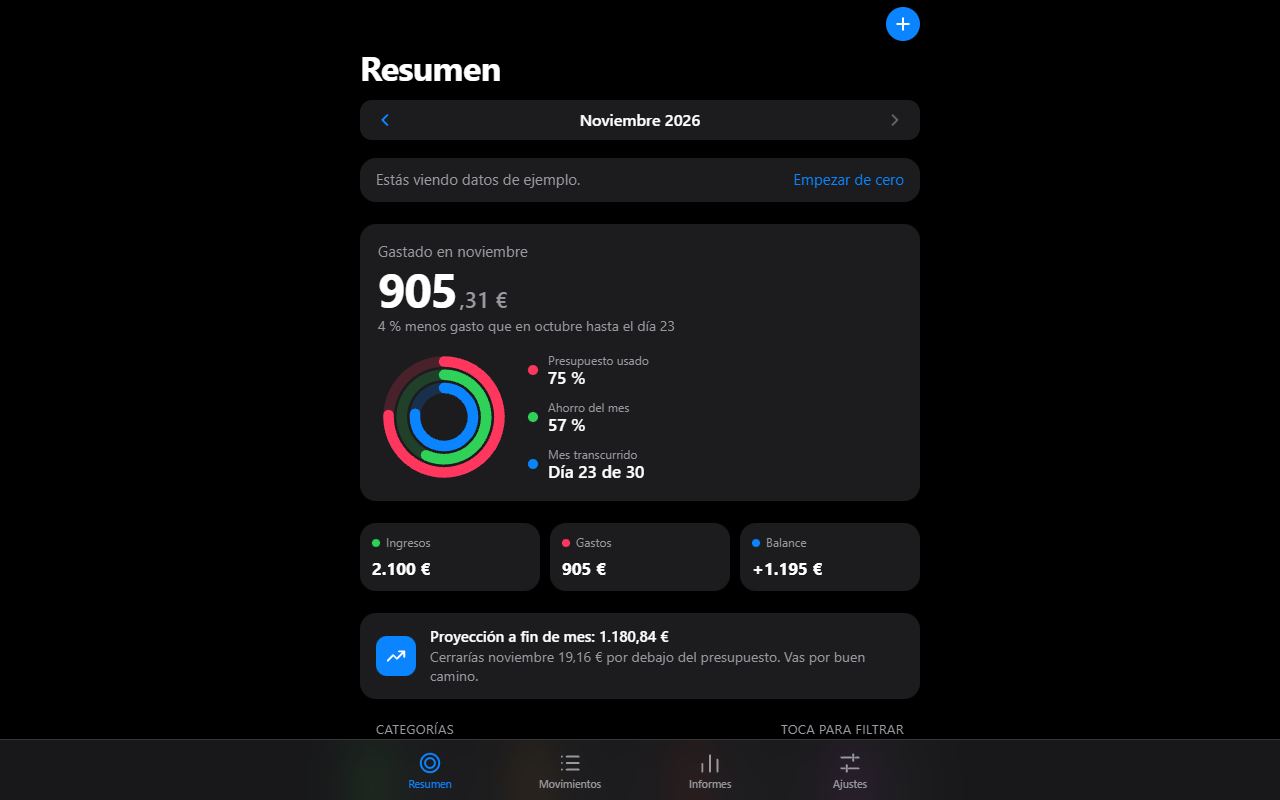 Resumen
Noviembre 2026
Estás viendo datos de ejemplo. Empezar de cero
Gastado en noviembre
905,31 €
4 % menos gasto que en octubre hasta el día 23
Presupuesto usado
75 %
Ahorro del mes
57 %
Mes transcurrido
Día 23 de 30
Ingresos
2.100 €
Gastos
905 €
Balance
+1.195 €
Proyección a fin de mes: 1.180,84 €
Cerrarías noviembre 19,16 € por debajo del presupuesto. Vas por buen
camino.
CATEGORÍAS TOCA PARA FILTRAR
Resumen Movimientos Informes Ajustes